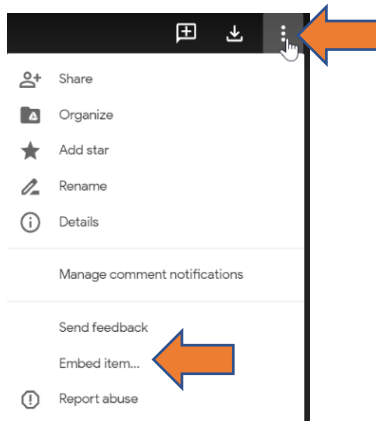 Share
Organize
Add star
Rename
Details
Manage comment notifications
Send feedback
Embed item...
Report abuse